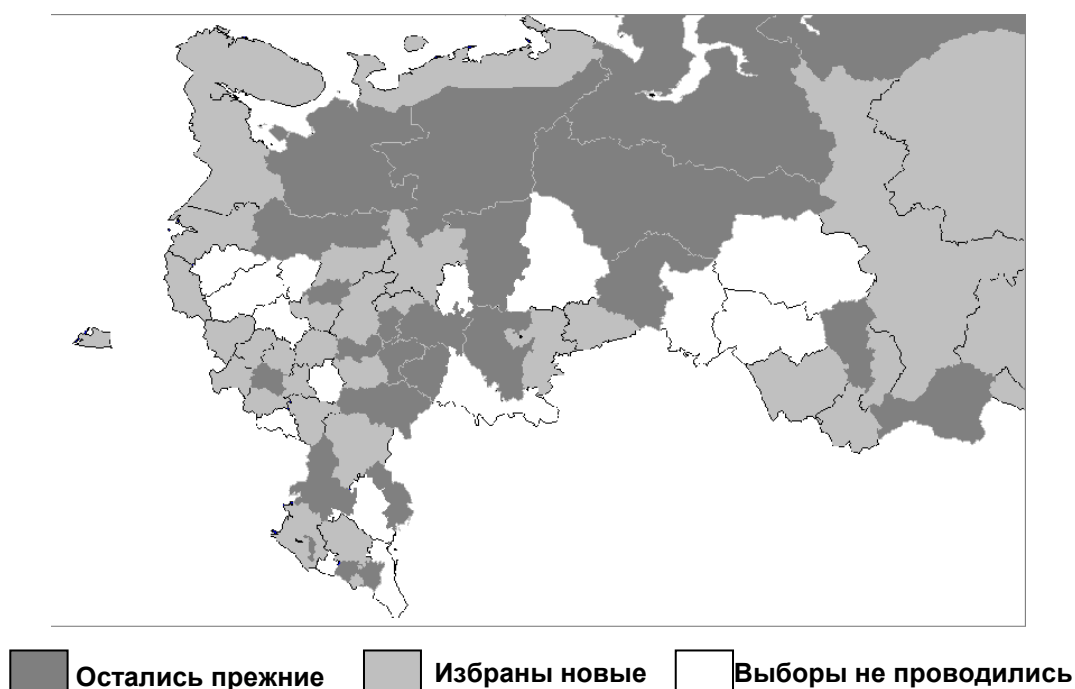 Остались прежние
Избраны новые
Выборы не проводились